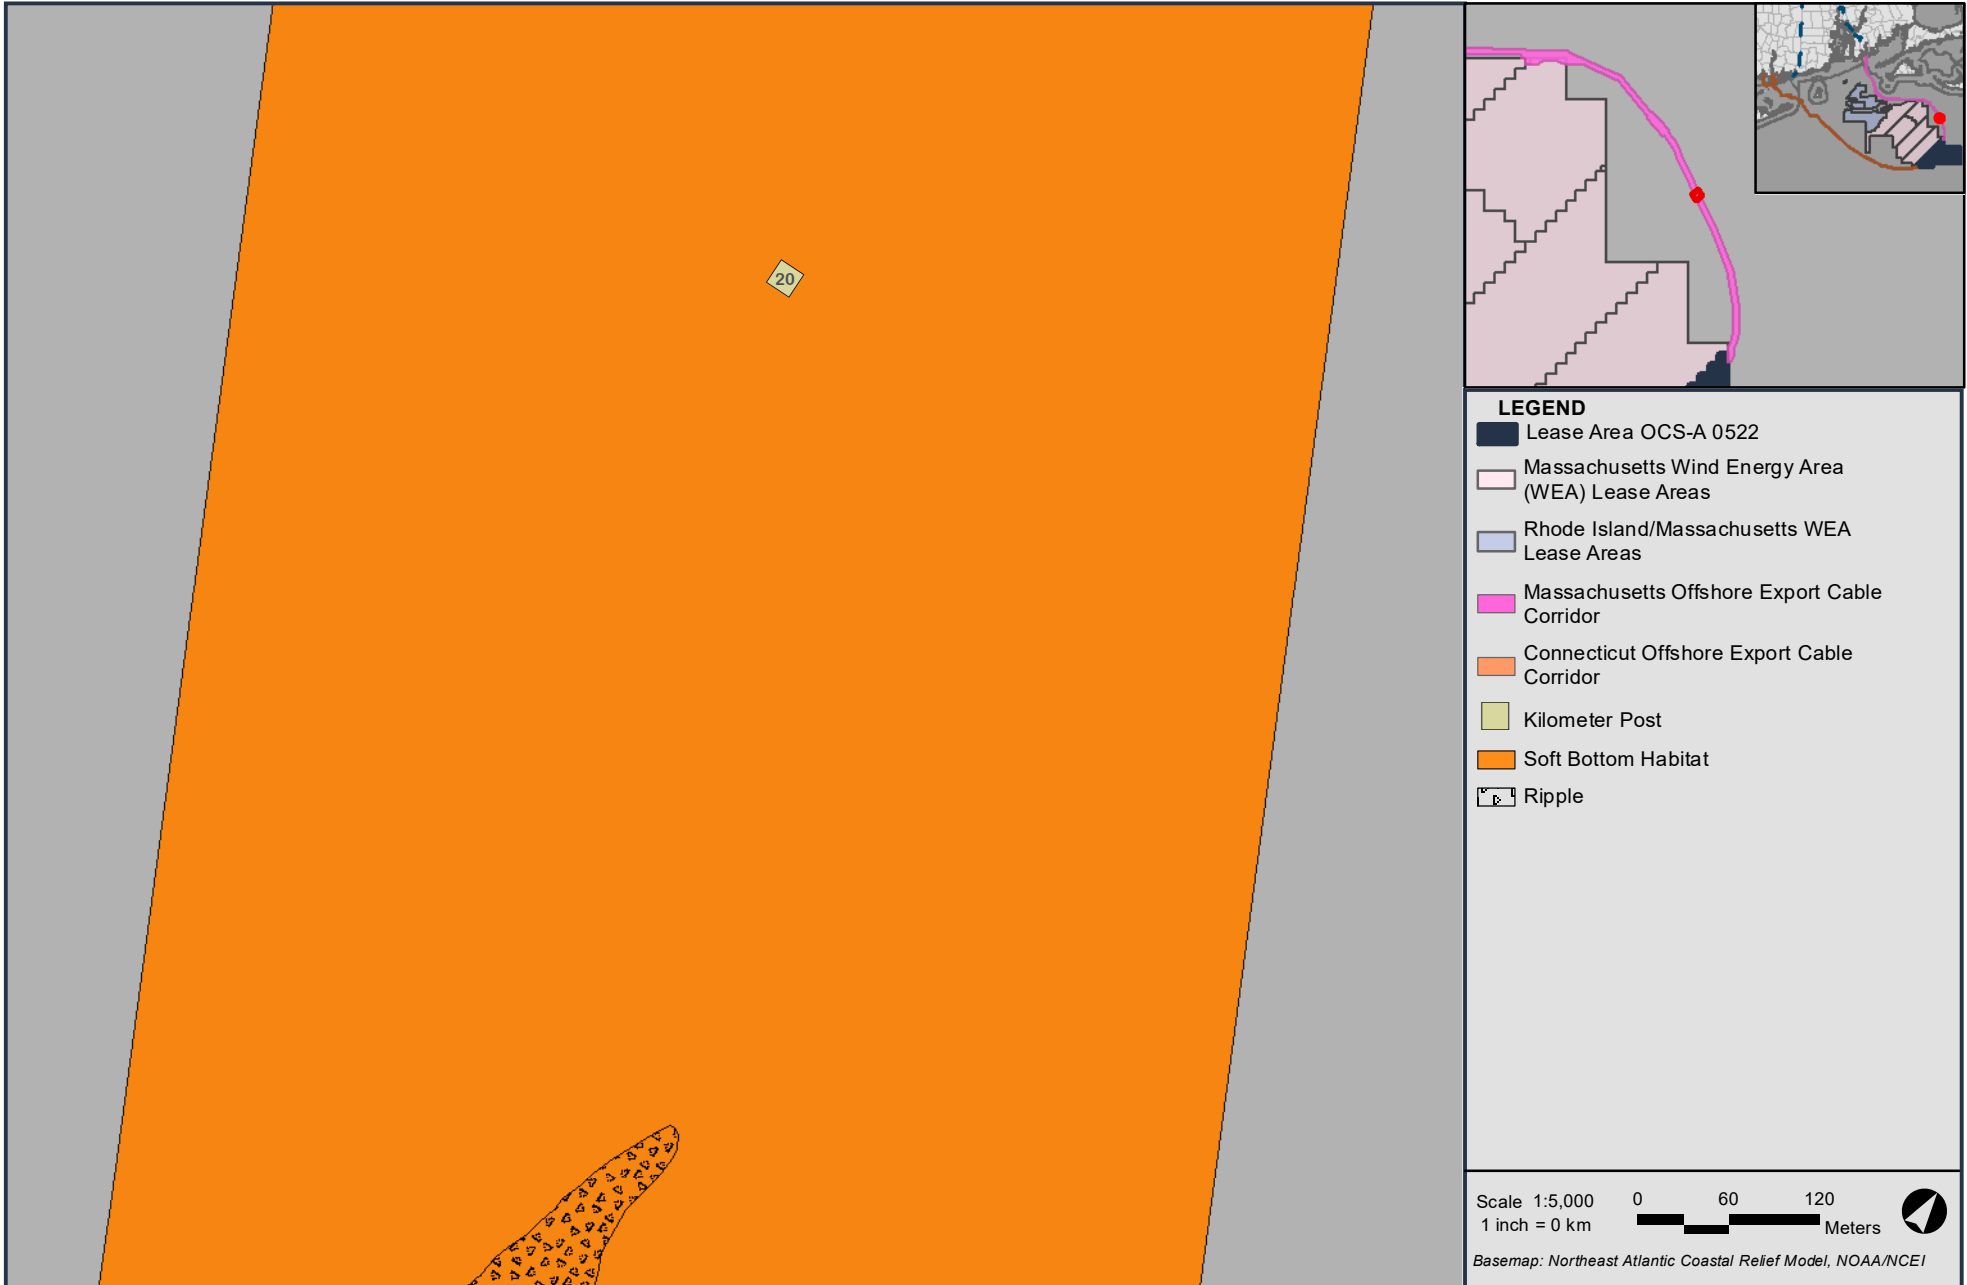 20
LEGEND
Lease Area OCS-A 0522
Massachusetts Wind Energy Area
(WEA) Lease Areas
Rhode Island/Massachusetts WEA
Lease Areas
Massachusetts Offshore Export Cable
Corridor
Connecticut Offshore Export Cable
Corridor
Kilometer Post
Soft Bottom Habitat
Ripple
Scale 1:5,000
1 inch = 0 km
0 60 120
Meters
Basemap: Northeast Atlantic Coastal Relief Model, NOAA/NCEI